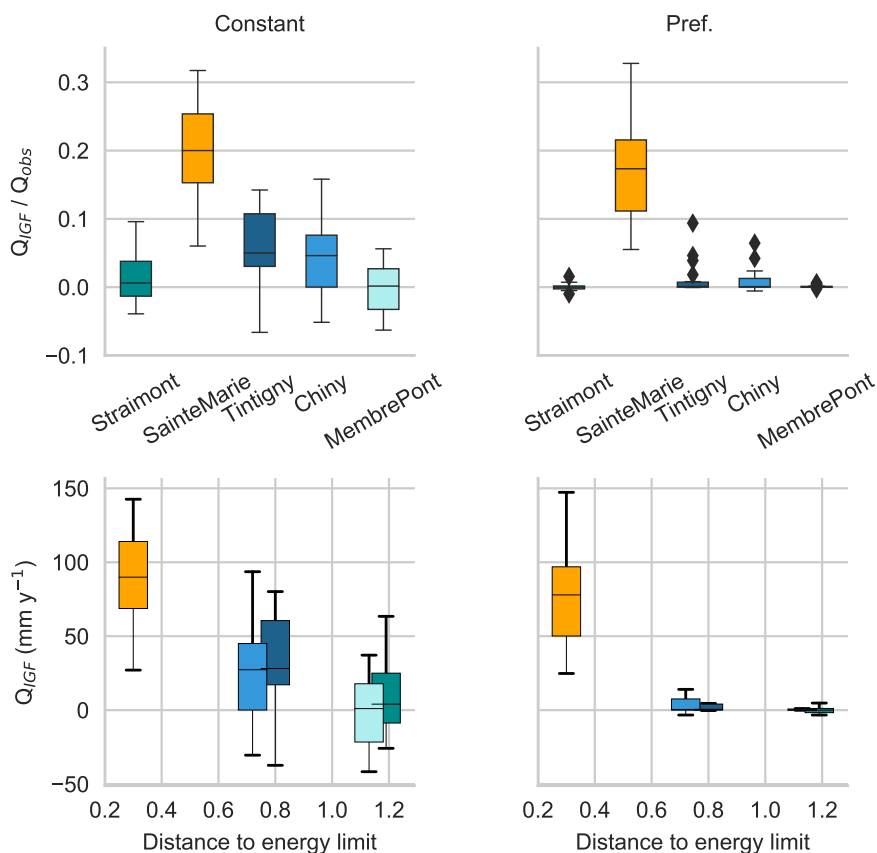 Constant
Pref.
Q_IGF / Q_obs
0.3
0.2
0.1
0.0
−0.1
Straimont
SainteMarie
Tintigny
Chiny
MembrePont
Straimont
SainteMarie
Tintigny
Chiny
MembrePont
Q_IGF (mm y⁻¹)
150
100
50
0
−50
0.2 0.4 0.6 0.8 1.0 1.2
0.2 0.4 0.6 0.8 1.0 1.2
Distance to energy limit
Distance to energy limit